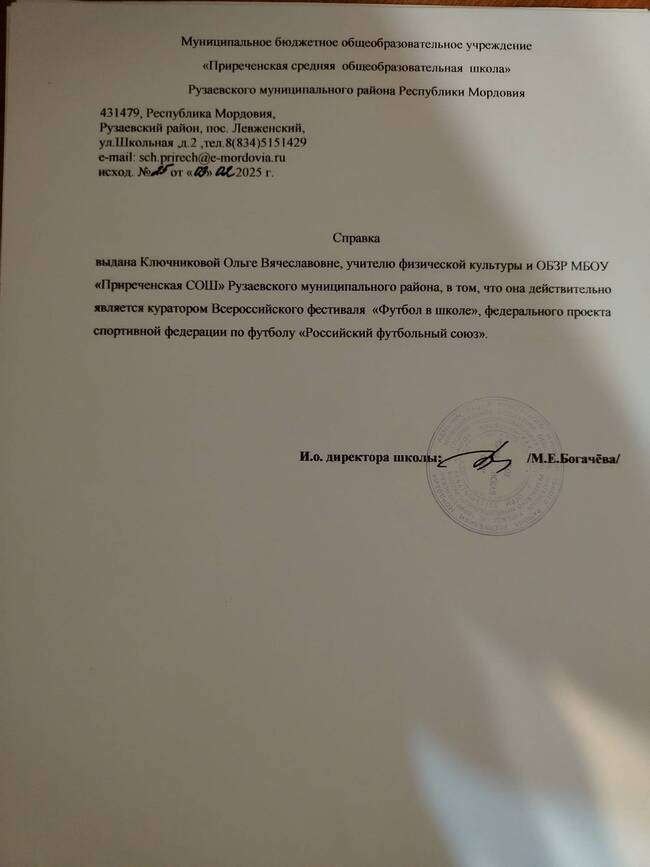 Муниципальное бюджетное общеобразовательное учреждение
«Приреченская средняя общеобразовательная школа»
Рузаевского муниципального района Республики Мордовия
431479, Республика Мордовия,
Рузаевский район, пос. Левженский,
ул.Школьная ,д.2 ,тел.8(834)5151429
e-mail: sch.prirech@e-mordovia.ru
исход. № от « » 2025 г.
Справка
выдана Ключниковой Ольге Вячеславовне, учителю физической культуры и ОБЗР МБОУ
«Приреченская СОШ» Рузаевского муниципального района, в том, что она действительно
является куратором Всероссийского фестиваля «Футбол в школе», федерального проекта
спортивной федерации по футболу «Российский футбольный союз».
И.о. директора школы: /М.Е.Богачёва/